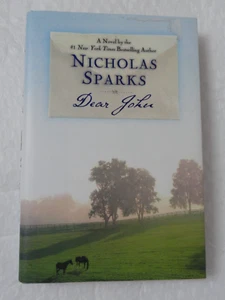 A Novel by the
#1 New York Times Bestselling Author
NICHOLAS
SPARKS
Dear John